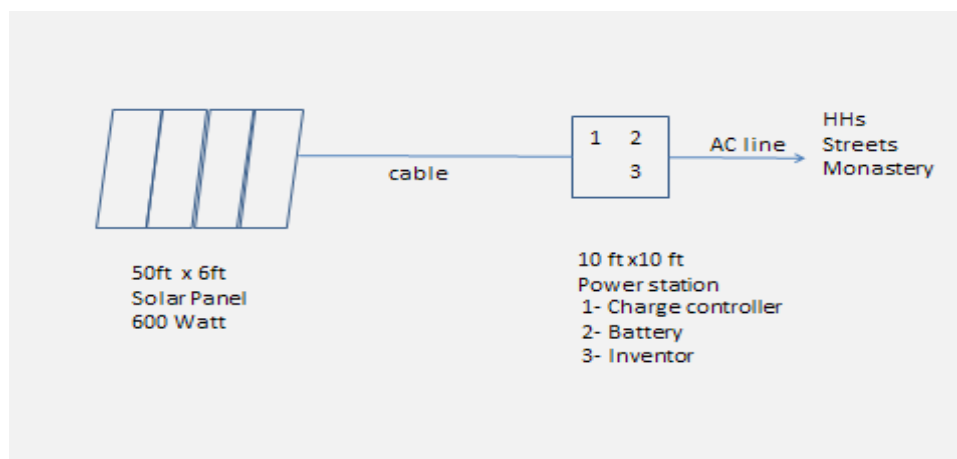 1 2
3
cable
AC line
HHs
Streets
Monastery
50ft x 6ft
Solar Panel
600 Watt
10 ft x10 ft
Power station
1- Charge controller
2- Battery
3- Inventor